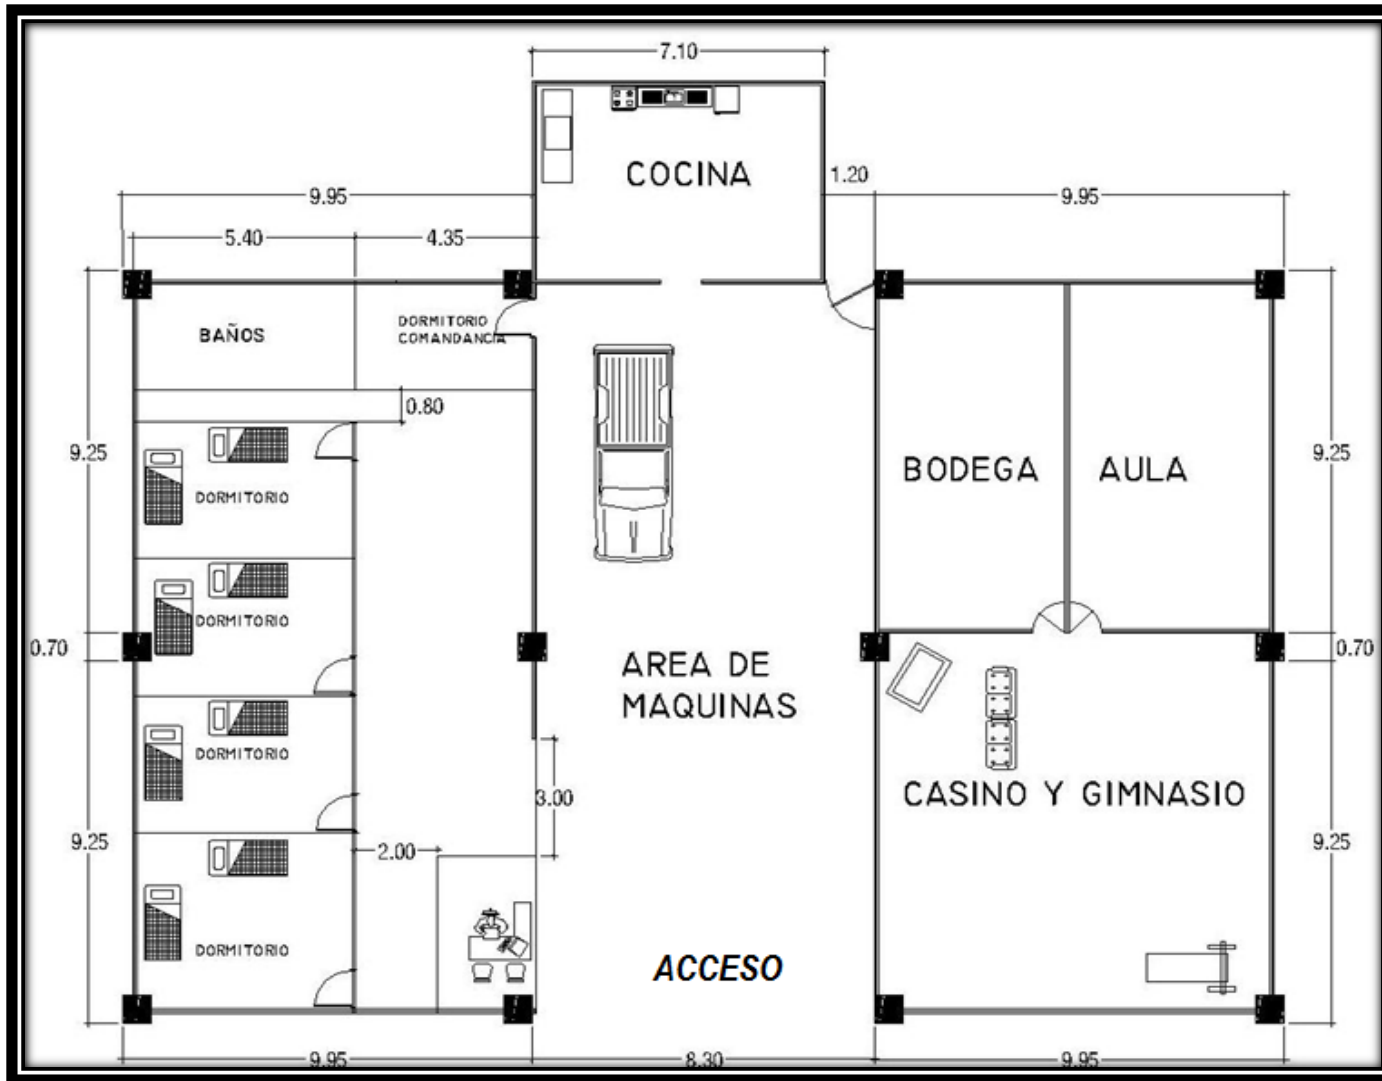 7.10
COCINA
1.20
9.95
9.95
5.40
4.35
BAÑOS
DORMITORIO
COMANDANCIA
0.80
9.25
9.25
DORMITORIO
BODEGA
AULA
DORMITORIO
0.70
0.70
AREA DE
MAQUINAS
DORMITORIO
3.00
CASINO Y GIMNASIO
9.25
2.00
9.25
DORMITORIO
ACCESO
9.95
8.30
9.95